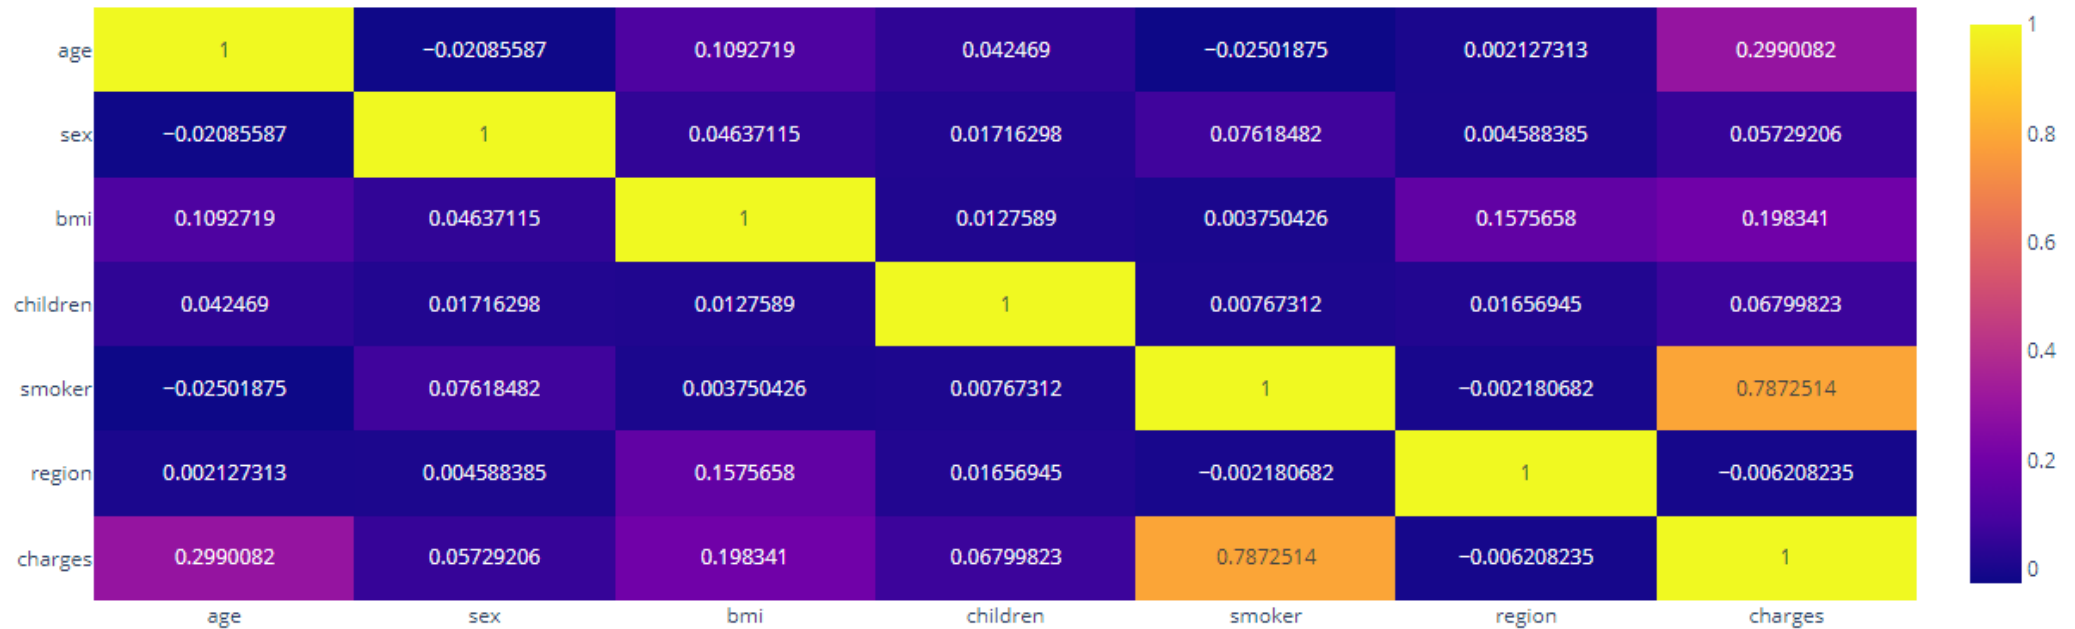 age 1 −0.02085587 0.1092719 0.042469 −0.02501875 0.002127313 0.2990082
sex −0.02085587 1 0.04637115 0.01716298 0.07618482 0.004588385 0.05729206
bmi 0.1092719 0.04637115 1 0.0127589 0.003750426 0.1575658 0.198341
children 0.042469 0.01716298 0.0127589 1 0.00767312 0.01656945 0.06799823
smoker −0.02501875 0.07618482 0.003750426 0.00767312 1 −0.002180682 0.7872514
region 0.002127313 0.004588385 0.1575658 0.01656945 −0.002180682 1 −0.006208235
charges 0.2990082 0.05729206 0.198341 0.06799823 0.7872514 −0.006208235 1
age sex bmi children smoker region charges
1
0.8
0.6
0.4
0.2
0